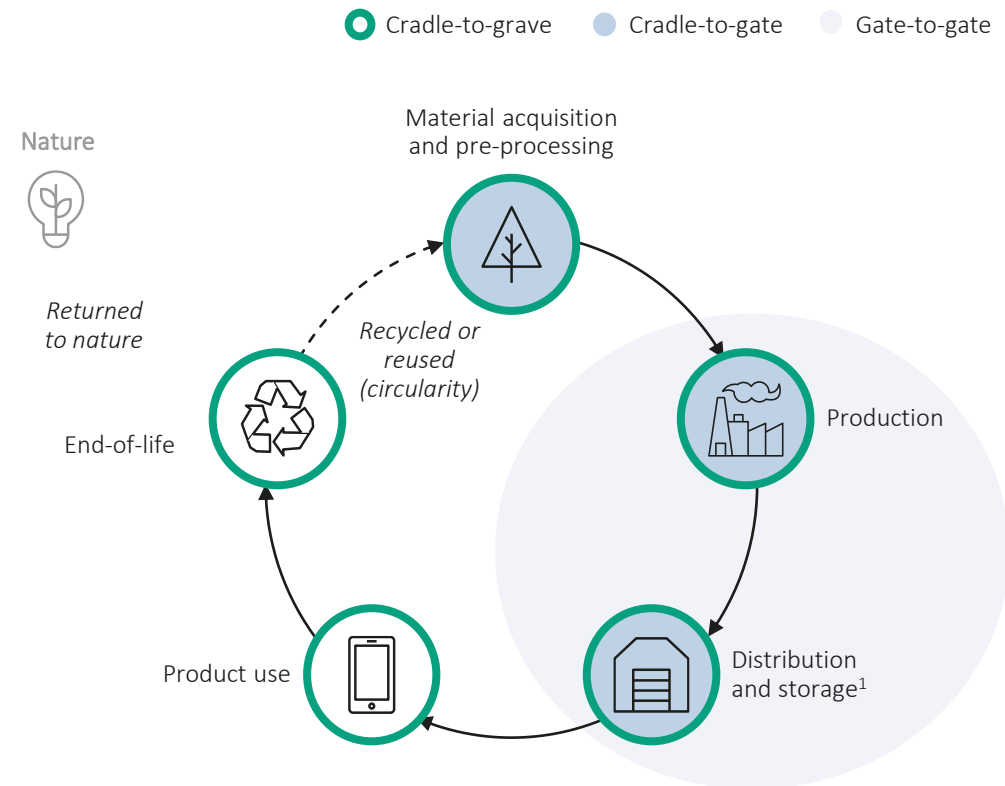 Cradle-to-grave
Cradle-to-gate
Gate-to-gate
Material acquisition
and pre-processing
Nature
Returned
to nature
Recycled or
reused
(circularity)
Production
End-of-life
Distribution
and storage¹
Product use